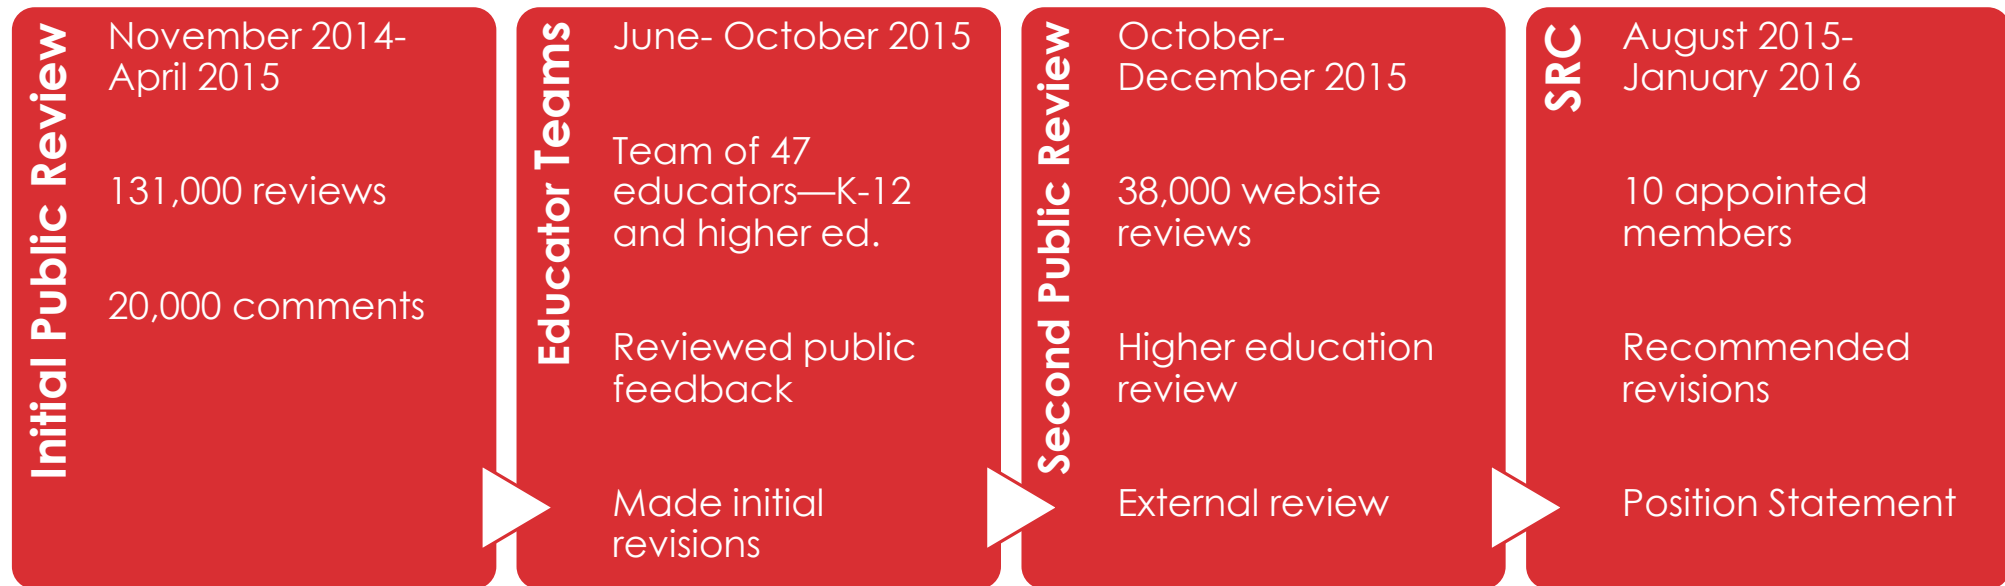 Initial Public Review
November 2014-
April 2015
131,000 reviews
20,000 comments
Educator Teams
June- October 2015
Team of 47
educators—K-12
and higher ed.
Reviewed public
feedback
Made initial
revisions
Second Public Review
October-
December 2015
38,000 website
reviews
Higher education
review
External review
SRC
August 2015-
January 2016
10 appointed
members
Recommended
revisions
Position Statement